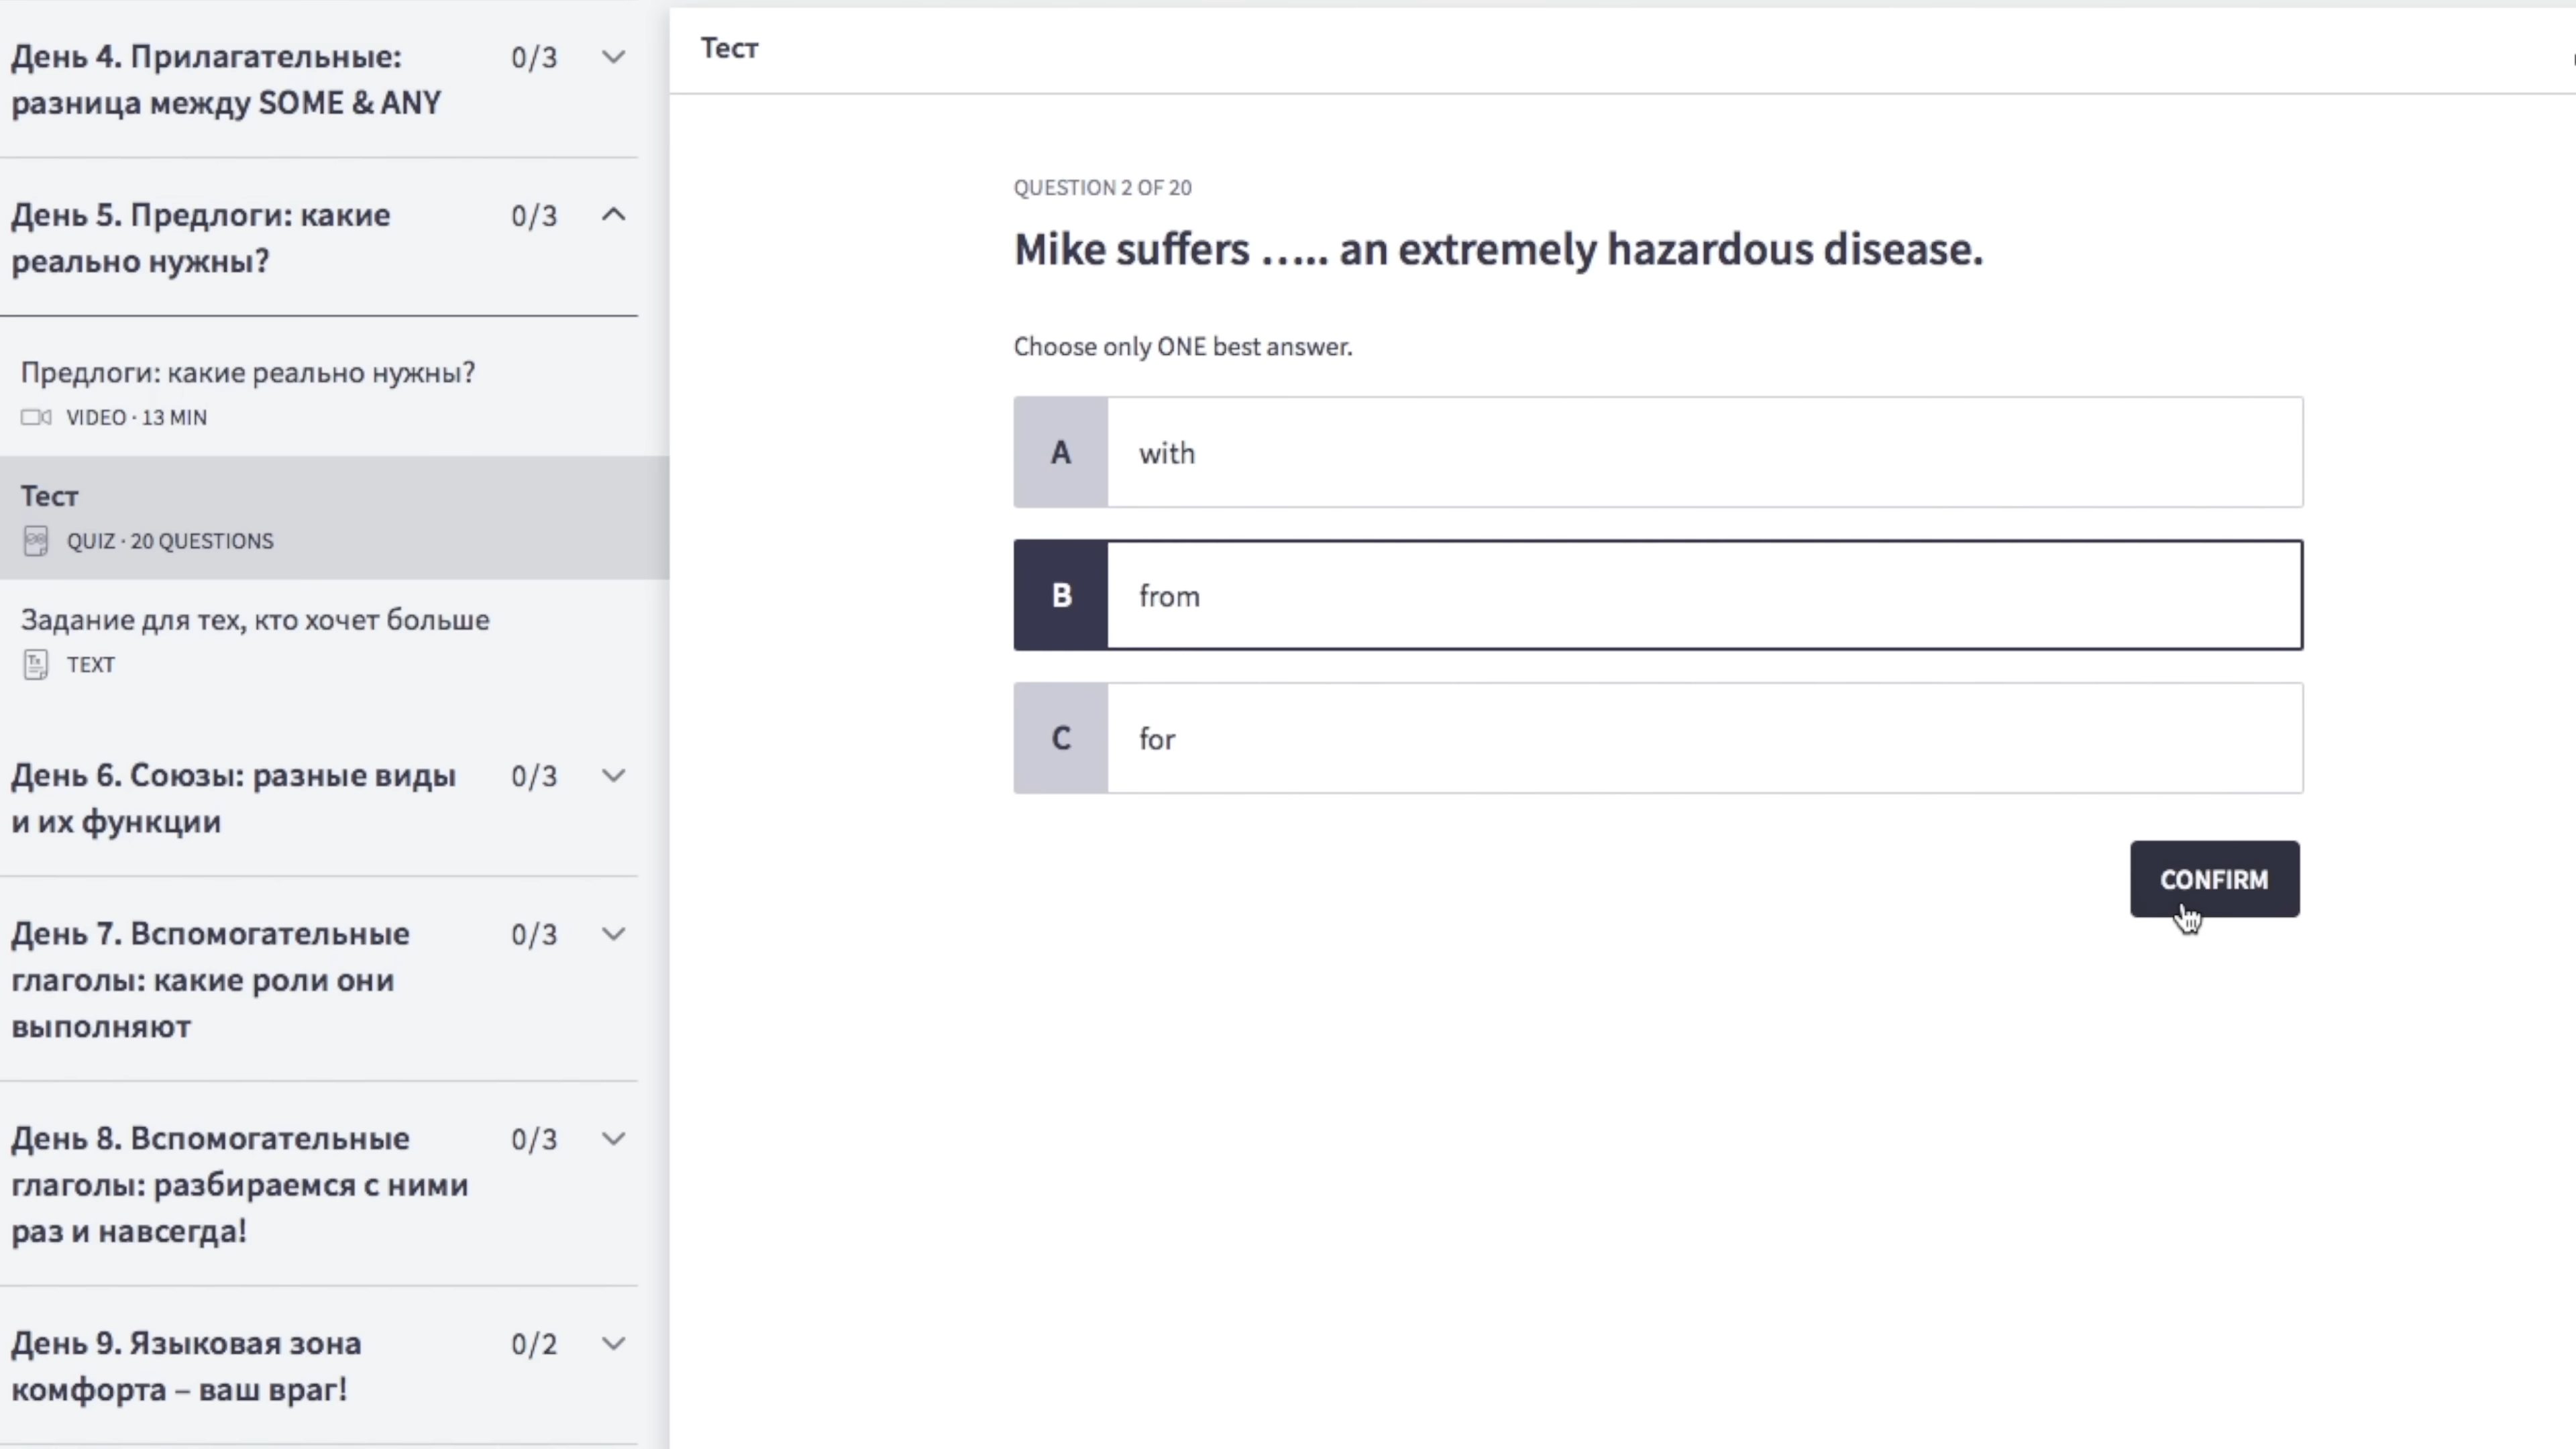 День 4. Прилагательные:
разница между SOME & ANY
0/3
День 5. Предлоги: какие
реально нужны?
0/3
Предлоги: какие реально нужны?
VIDEO · 13 MIN
Тест
QUIZ · 20 QUESTIONS
Задание для тех, кто хочет больше
TEXT
День 6. Союзы: разные виды
и их функции
0/3
День 7. Вспомогательные
глаголы: какие роли они
выполняют
0/3
День 8. Вспомогательные
глаголы: разбираемся с ними
раз и навсегда!
0/3
День 9. Языковая зона
комфорта – ваш враг!
0/2
Тест
QUESTION 2 OF 20
Mike suffers ….. an extremely hazardous disease.
Choose only ONE best answer.
A with
B from
C for
CONFIRM